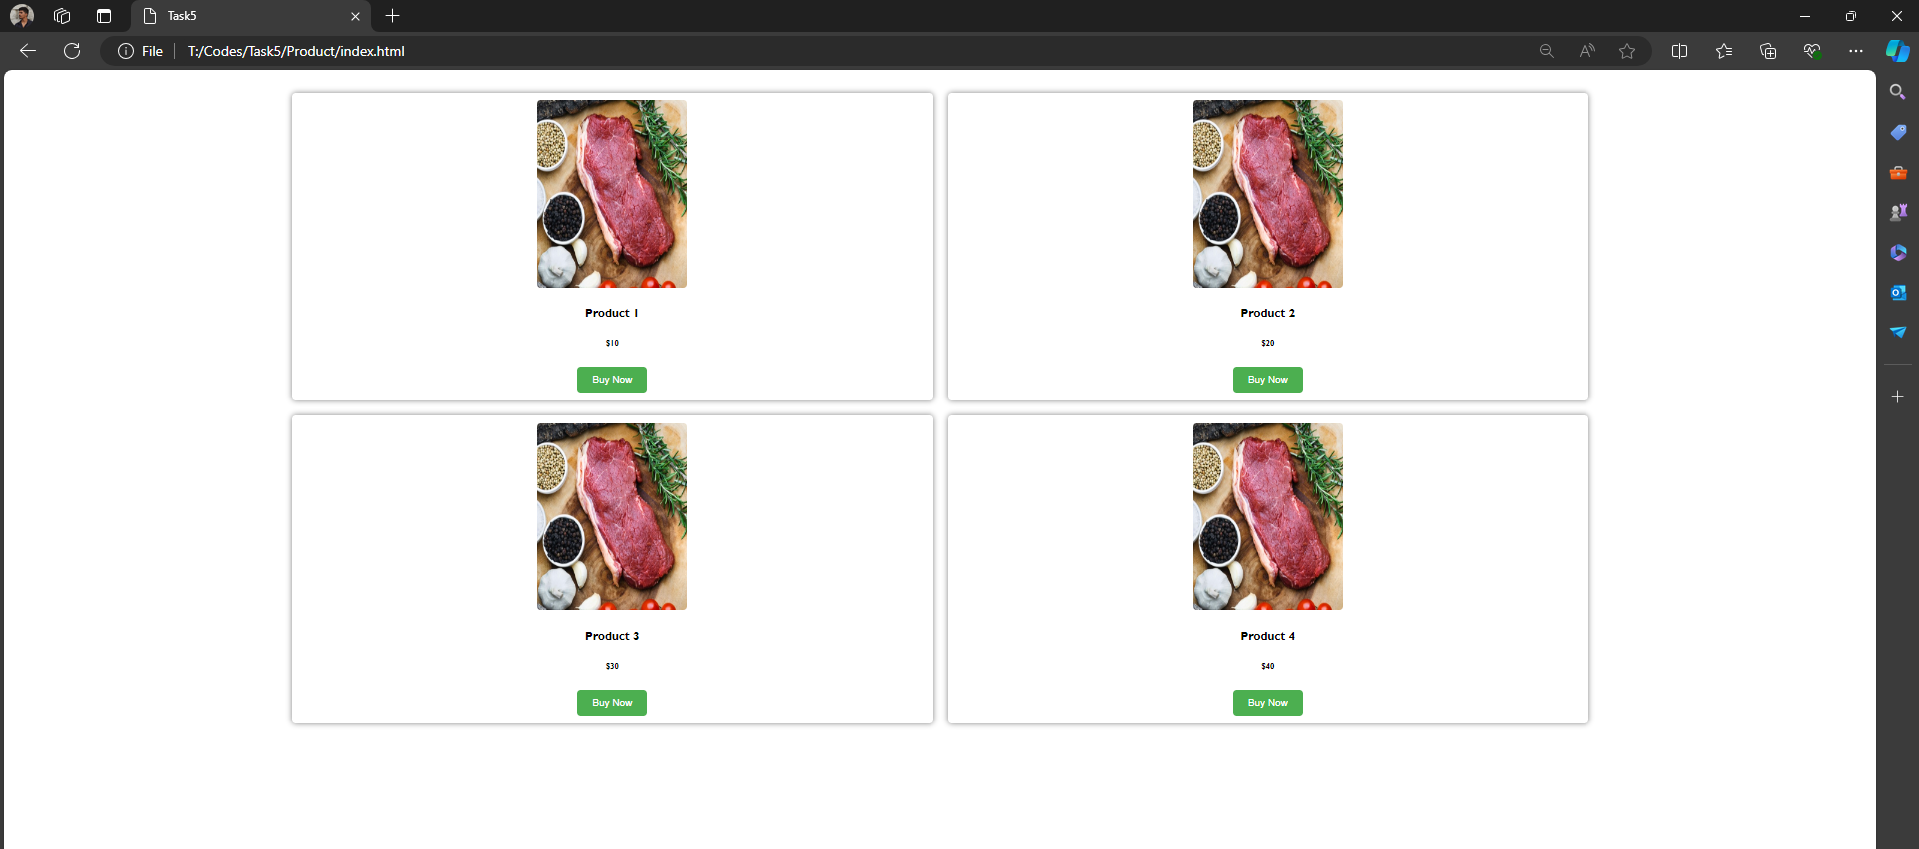 Task5
File
T:/Codes/Task5/Product/index.html
Product 1
$10
Buy Now
Product 2
$20
Buy Now
Product 3
$30
Buy Now
Product 4
$40
Buy Now